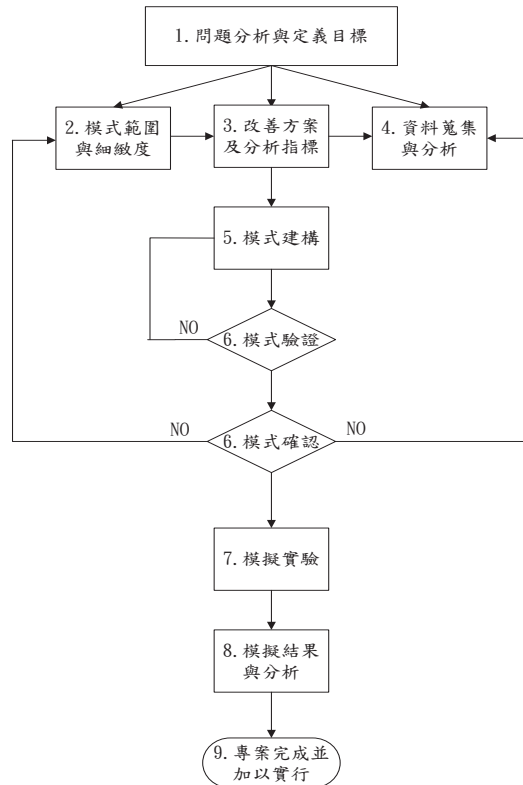 1.問題分析與定義目標
2.模式範圍
與細緻度
3.改善方案
及分析指標
4.資料蒐集
與分析
5.模式建構
NO
6.模式驗證
NO
6.模式確認
NO
7.模擬實驗
8.模擬結果
與分析
9.專案完成並
加以實行